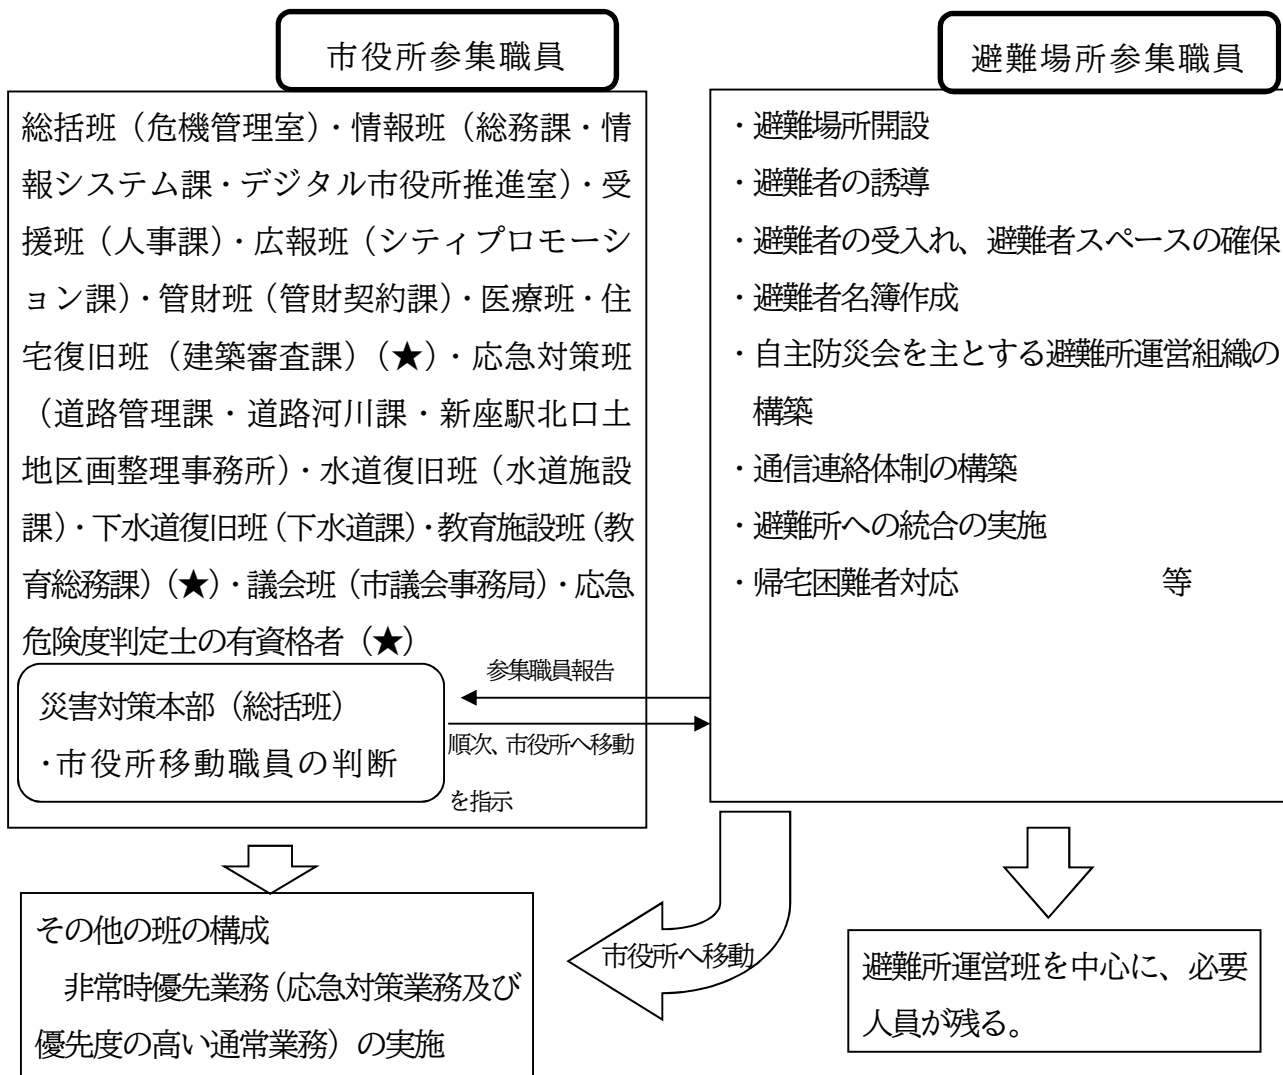 市役所参集職員
総括班（危機管理室）・情報班（総務課・情
報システム課・デジタル市役所推進室）・受
援班（人事課）・広報班（シティプロモーシ
ョン課）・管財班（管財契約課）・医療班・住
宅復旧班（建築審査課）（★）・応急対策班
（道路管理課・道路河川課・新座駅北口土
地区画整理事務所）・水道復旧班（水道施設
課）・下水道復旧班（下水道課）・教育施設班（教
育総務課）（★）・議会班（市議会事務局）・応急
危険度判定士の有資格者（★）
災害対策本部（総括班）
・市役所移動職員の判断
参集職員報告
順次、市役所へ移動
を指示
避難場所参集職員
・避難場所開設
・避難者の誘導
・避難者の受入れ、避難者スペースの確保
・避難者名簿作成
・自主防災会を主とする避難所運営組織の
構築
・通信連絡体制の構築
・避難所への統合の実施
・帰宅困難者対応　等
その他の班の構成
非常時優先業務（応急対策業務及び
優先度の高い通常業務）の実施
市役所へ移動
避難所運営班を中心に、必要
人員が残る。